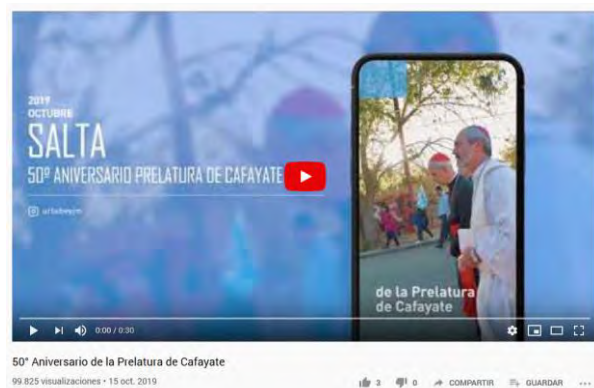 2019
OCTUBRE
SALTA
50º ANIVERSARIO PRELATURA DE CAFAYATE
de la Prelatura
de Cafayate
0:00 / 0:30
50° Aniversario de la Prelatura de Cafayate
99.825 visualizaciones • 15 oct. 2019
3
0
COMPARTIR
GUARDAR